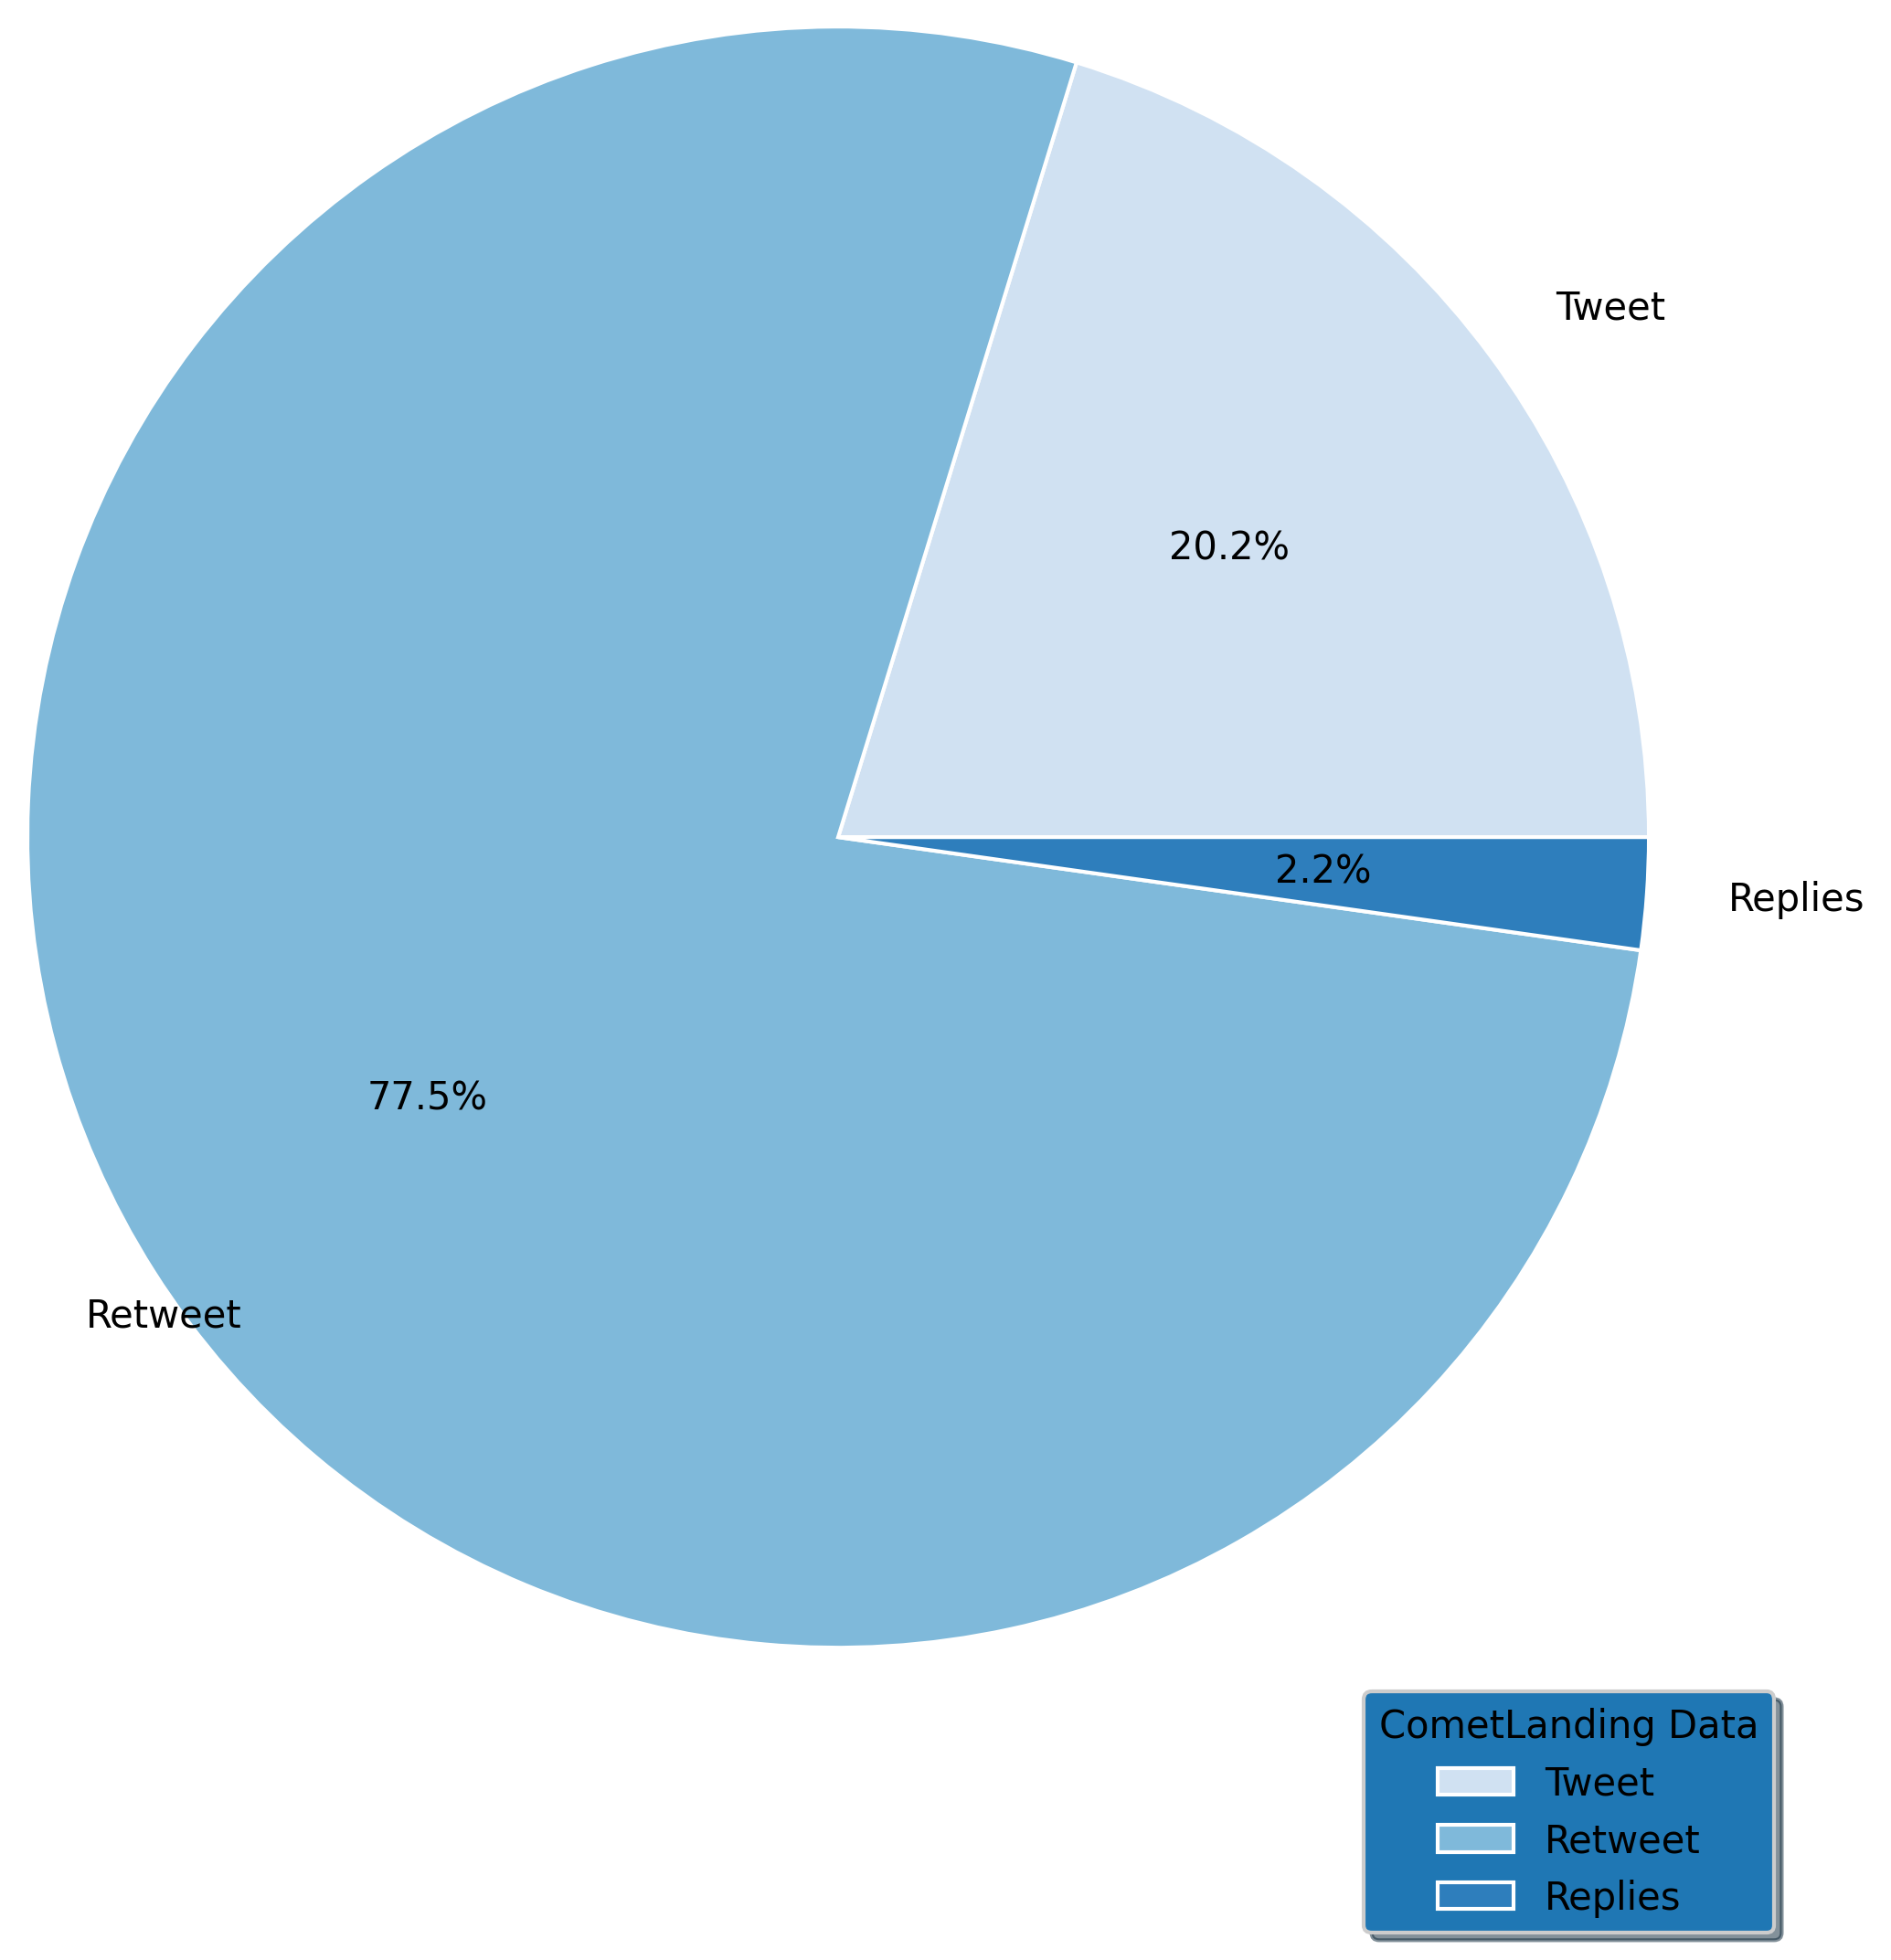 Tweet
20.2%
2.2%
Replies
77.5%
Retweet
CometLanding Data
Tweet
Retweet
Replies